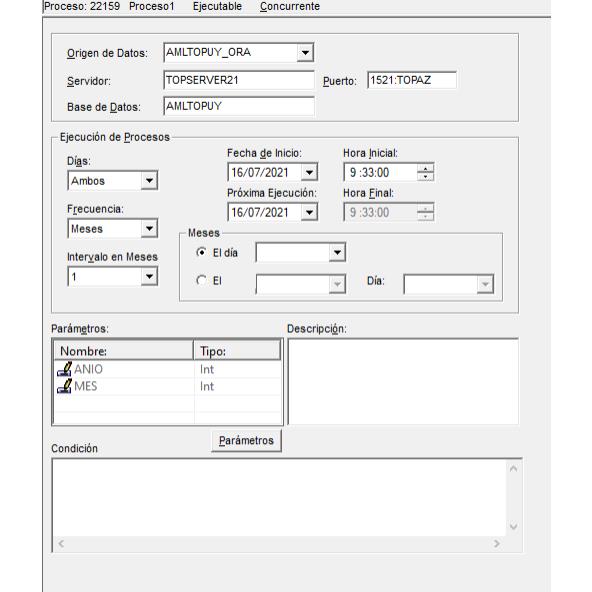 Proceso: 22159 Proceso1 Ejecutable Concurrente
Origen de Datos: AMLTOPUY_ORA
Servidor: TOPSERVER21 Puerto: 1521:TOPAZ
Base de Datos: AMLTOPUY
Ejecución de Procesos
Días: Fecha de Inicio: Hora Inicial:
Ambos 16/07/2021 9 :33:00
Próxima Ejecución: Hora Final:
Frecuencia: 16/07/2021 9 :33:00
Meses Meses
Intervalo en Meses El día
1 El Día:
Parámetros: Descripción:
Nombre: Tipo:
ANIO Int
MES Int
Parámetros
Condición